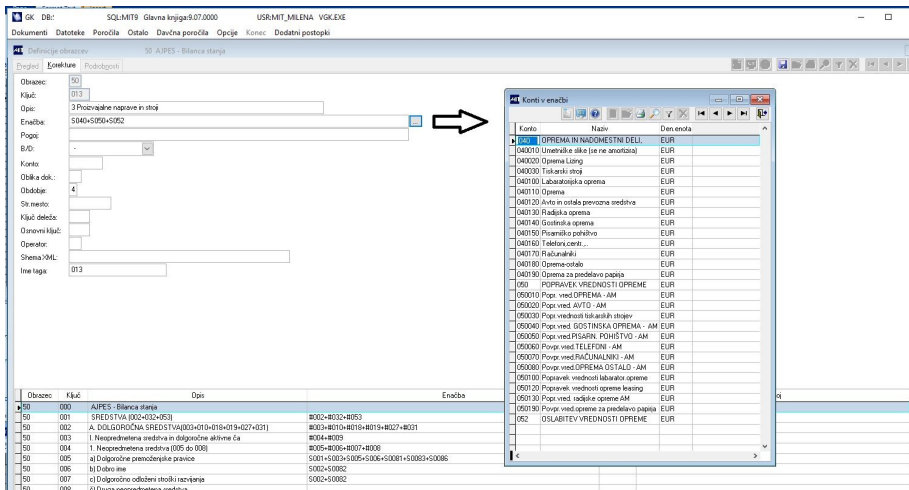 GK DB: SQL:MIT9 Glavna knjiga:9.07.0000 USR:MIT_MILENA VGK.EXE
Dokumenti Datoteke Poročila Ostalo Davčna poročila Opcije Konec Dodatni postopki
Definicije obrazcev 50 AJPES - Bilanca stanja
Pregled Korekture Podrobnosti
Obrazec: 50
Ključ: 013
Opis: 3 Proizvajalne naprave in stroji
Enačba: S040+S050+S052
Pogoj:
B/D: -
Konto:
Oblika dok.:
Obdobje: 4
Str.mesto:
Ključ deleža:
Osnovni ključ:
Operator:
Shema XML:
Ime taga: 013
Konti v enačbi
Konto Naziv Den.enota
040 OPREMA IN NADOMESTNI DELI, EUR
040010 Umetniške slike (se ne amortizira) EUR
040020 Oprema Lizing EUR
040030 Tiskarski stroji EUR
040100 Labaratorijska oprema EUR
040110 Oprema EUR
040120 Avto in ostala prevozna sredstva EUR
040130 Radijska oprema EUR
040140 Gostinska oprema EUR
040150 Pisarniško pohištvo EUR
040160 Telefoni,centr.,.. EUR
040170 Računalniki EUR
040180 Oprema-ostalo EUR
040190 Oprema za predelavo papirja EUR
050 POPRAVEK VREDNOSTI OPREME EUR
050010 Popr. vred.OPREMA - AM EUR
050020 Popr. vred. AVTO - AM EUR
050030 Popr.vrednosti tiskarskih strojev EUR
050040 Popr.vred. GOSTINSKA OPREMA - AM EUR
050050 Popr.vred.PISARN. POHIŠTVO - AM EUR
050060 Povpr.vred.TELEFONI - AM EUR
050070 Povpr.vred.RAČUNALNIKI - AM EUR
050080 Povpr.vred.OPREMA OSTALO - AM EUR
050100 Popravek vrednosti labarator.opreme EUR
050120 Popravek vrednosti opreme leasing EUR
050130 Popr.vred. radijske opreme AM EUR
050190 Povpr.vred.opreme za predelavo papirja EUR
052 OSLABITEV VREDNOSTI OPREME EUR
Obrazec Ključ Opis Enačba
50 000 AJPES - Bilanca stanja
50 001 SREDSTVA (002+032+053) #002+#032+#053
50 002 A. DOLGOROČNA SREDSTVA(003+010+018+019+027+031) #003+#010+#018+#019+#027+#031
50 003 I. Neopredmetena sredstva in dolgoročne aktivne ča #004+#009
50 004 1. Neopredmetena sredstva (005 do 008) #005+#006+#007+#008
50 005 a) Dolgoročne premoženjske pravice S001+S003+S005+S006+S0081+S0083+S0086
50 006 b) Dobro ime S002+S0082
50 007 c) Dolgoročno odloženi stroški razvijanja S002+S0082
50 008 č) Druga neopredmetena sredstva